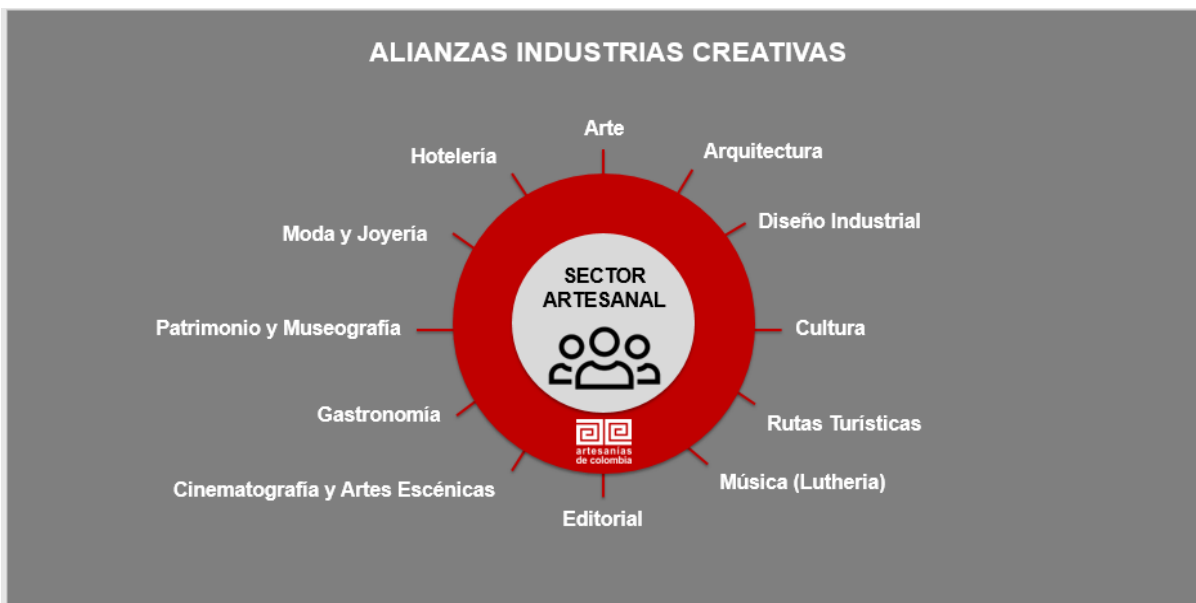 ALIANZAS INDUSTRIAS CREATIVAS
Arte
Arquitectura
Diseño Industrial
Cultura
Rutas Turísticas
Música (Lutheria)
Editorial
Cinematografía y Artes Escénicas
Gastronomía
Patrimonio y Museografía
Moda y Joyería
Hotelería
SECTOR
ARTESANAL
artesanías
de colombia